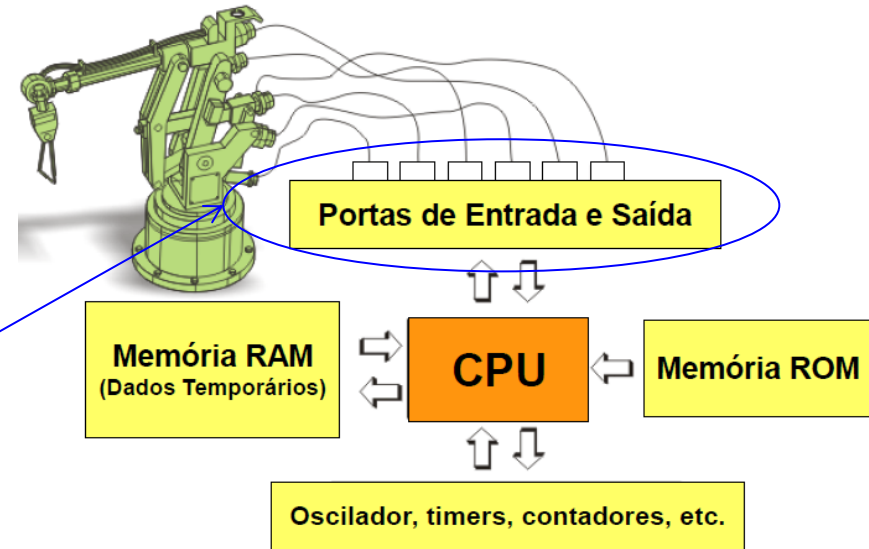 Portas de Entrada e Saída
Memória RAM
(Dados Temporários)
CPU
Memória ROM
Oscilador, timers, contadores, etc.